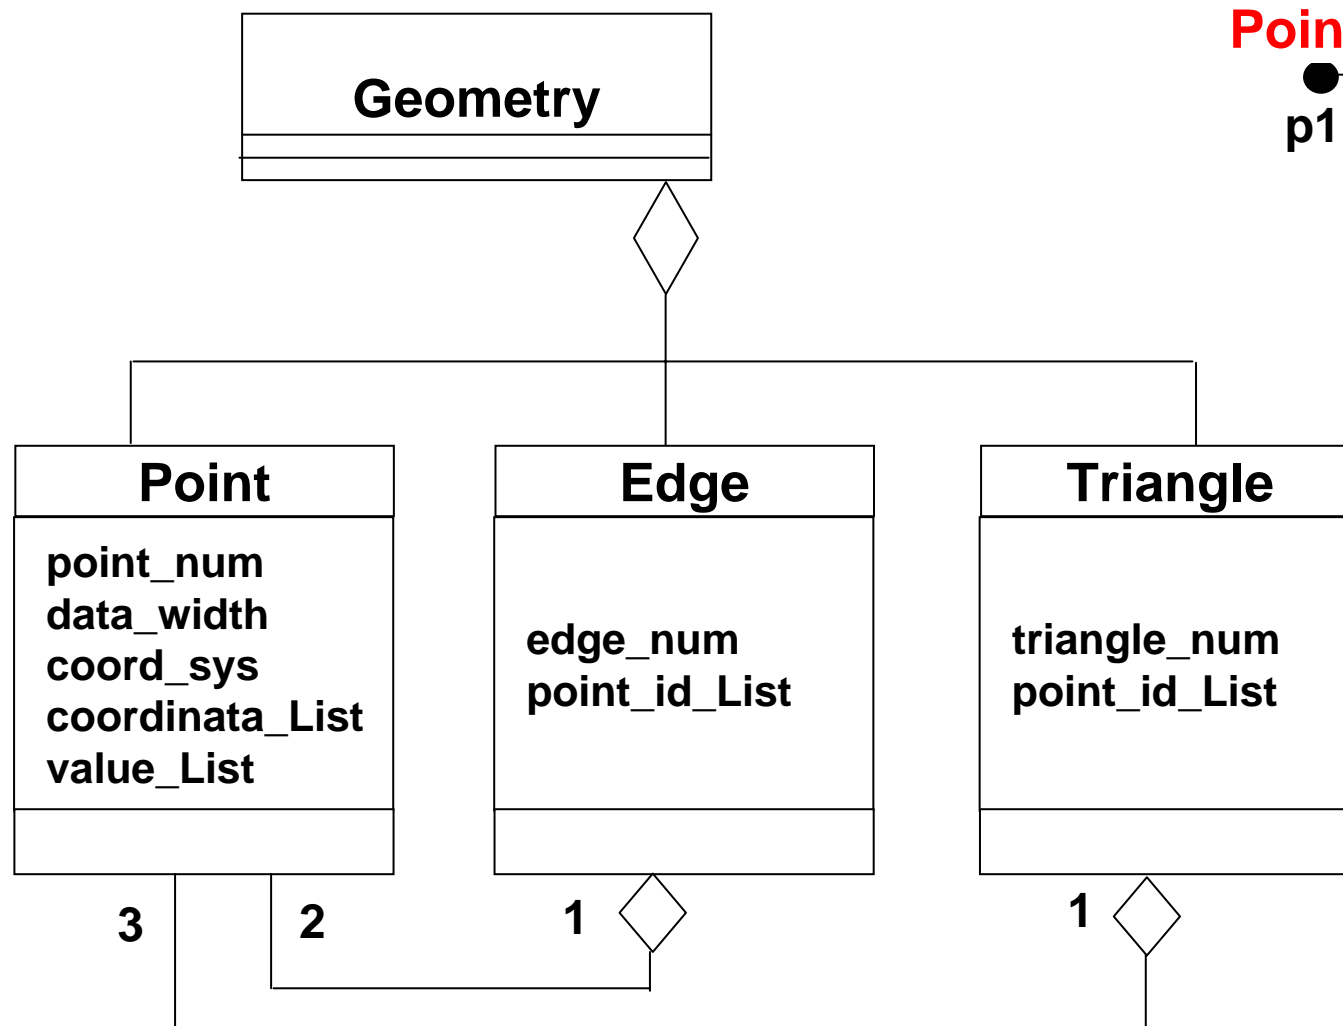 Poin
p1
Geometry
Point
point_num
data_width
coord_sys
coordinata_List
value_List
Edge
edge_num
point_id_List
Triangle
triangle_num
point_id_List
3
2
1
1